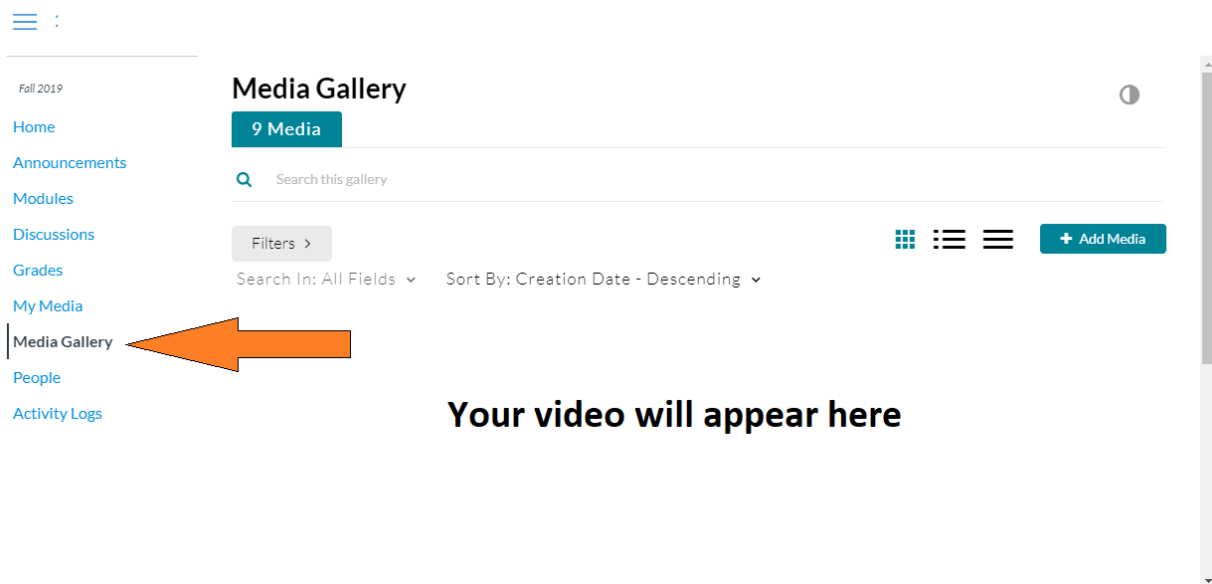 Fall 2019
Home
Announcements
Modules
Discussions
Grades
My Media
Media Gallery
People
Activity Logs
Media Gallery
9 Media
Search this gallery
Filters >
+ Add Media
Search In: All Fields
Sort By: Creation Date - Descending
Your video will appear here